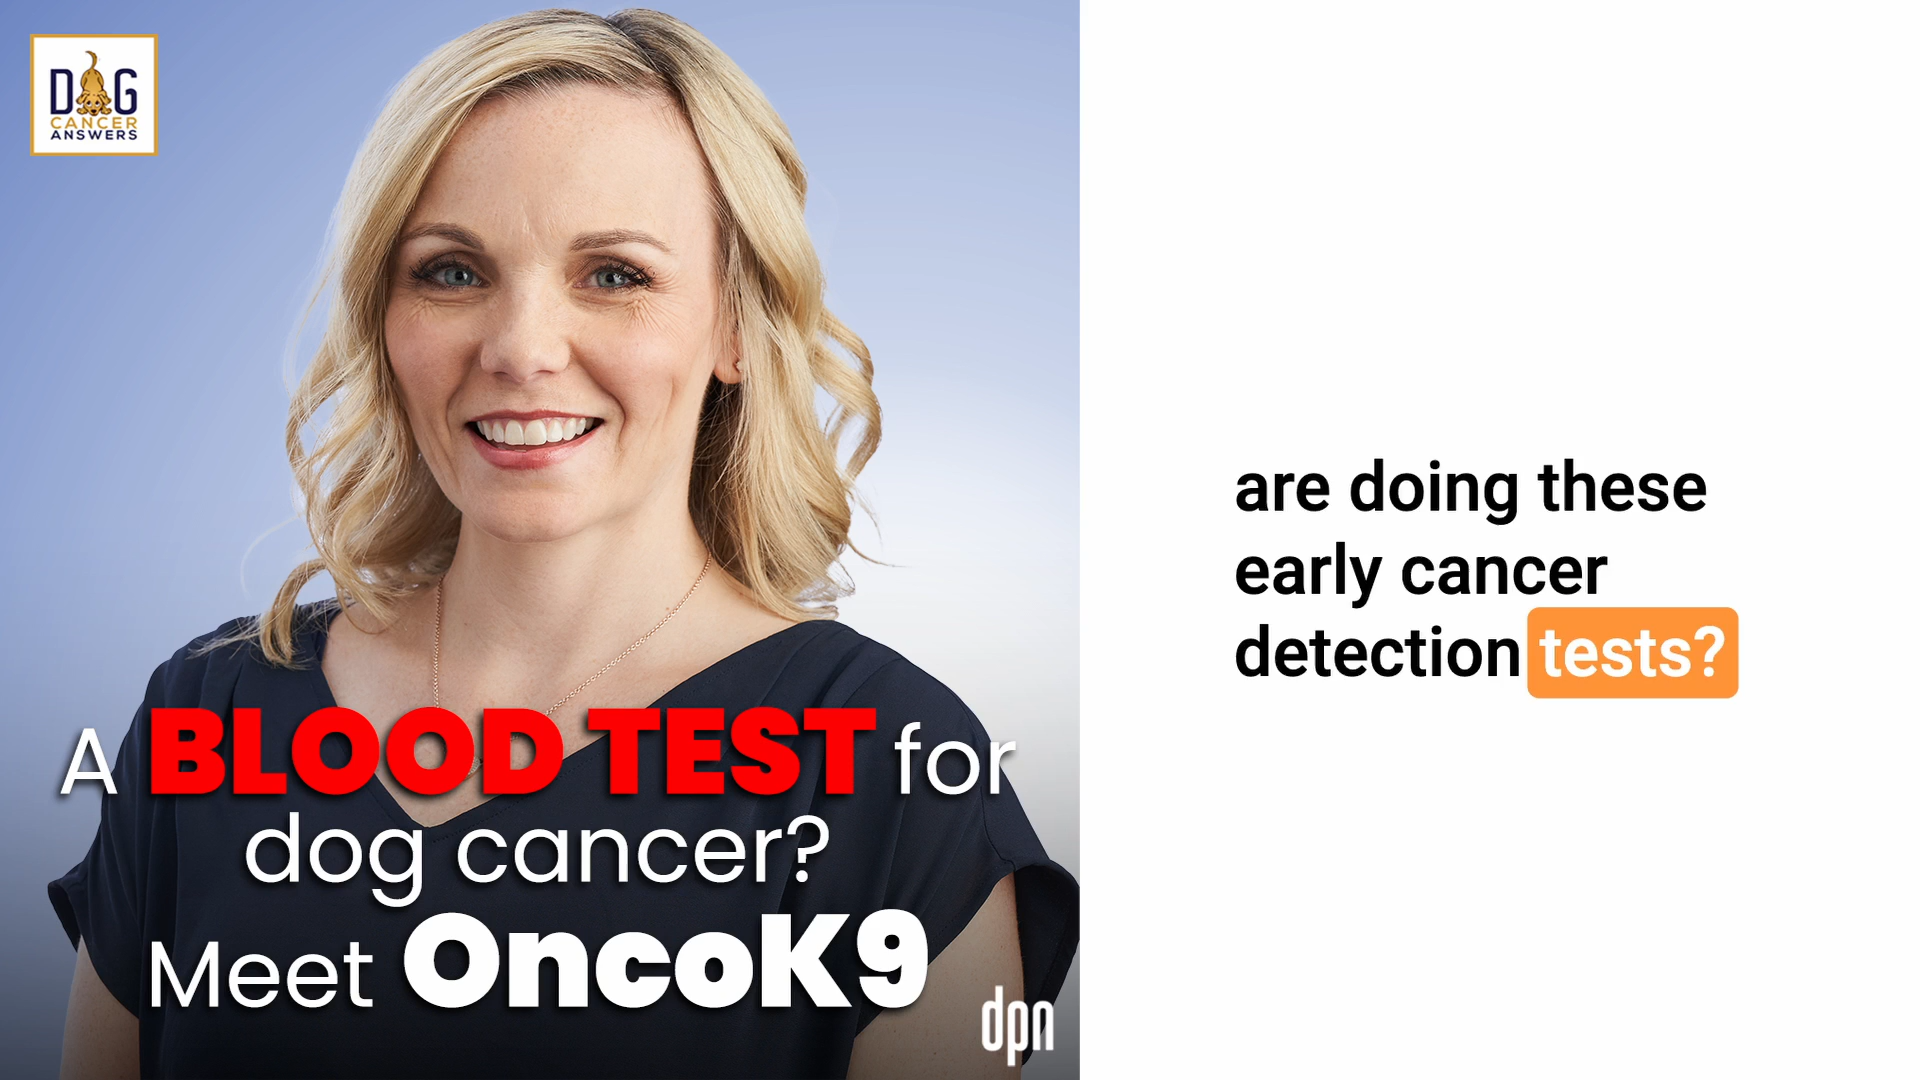 DOG
CANCER
ANSWERS
A BLOOD TEST for
dog cancer?
Meet OncoK9
dpn
are doing these
early cancer
detection tests?